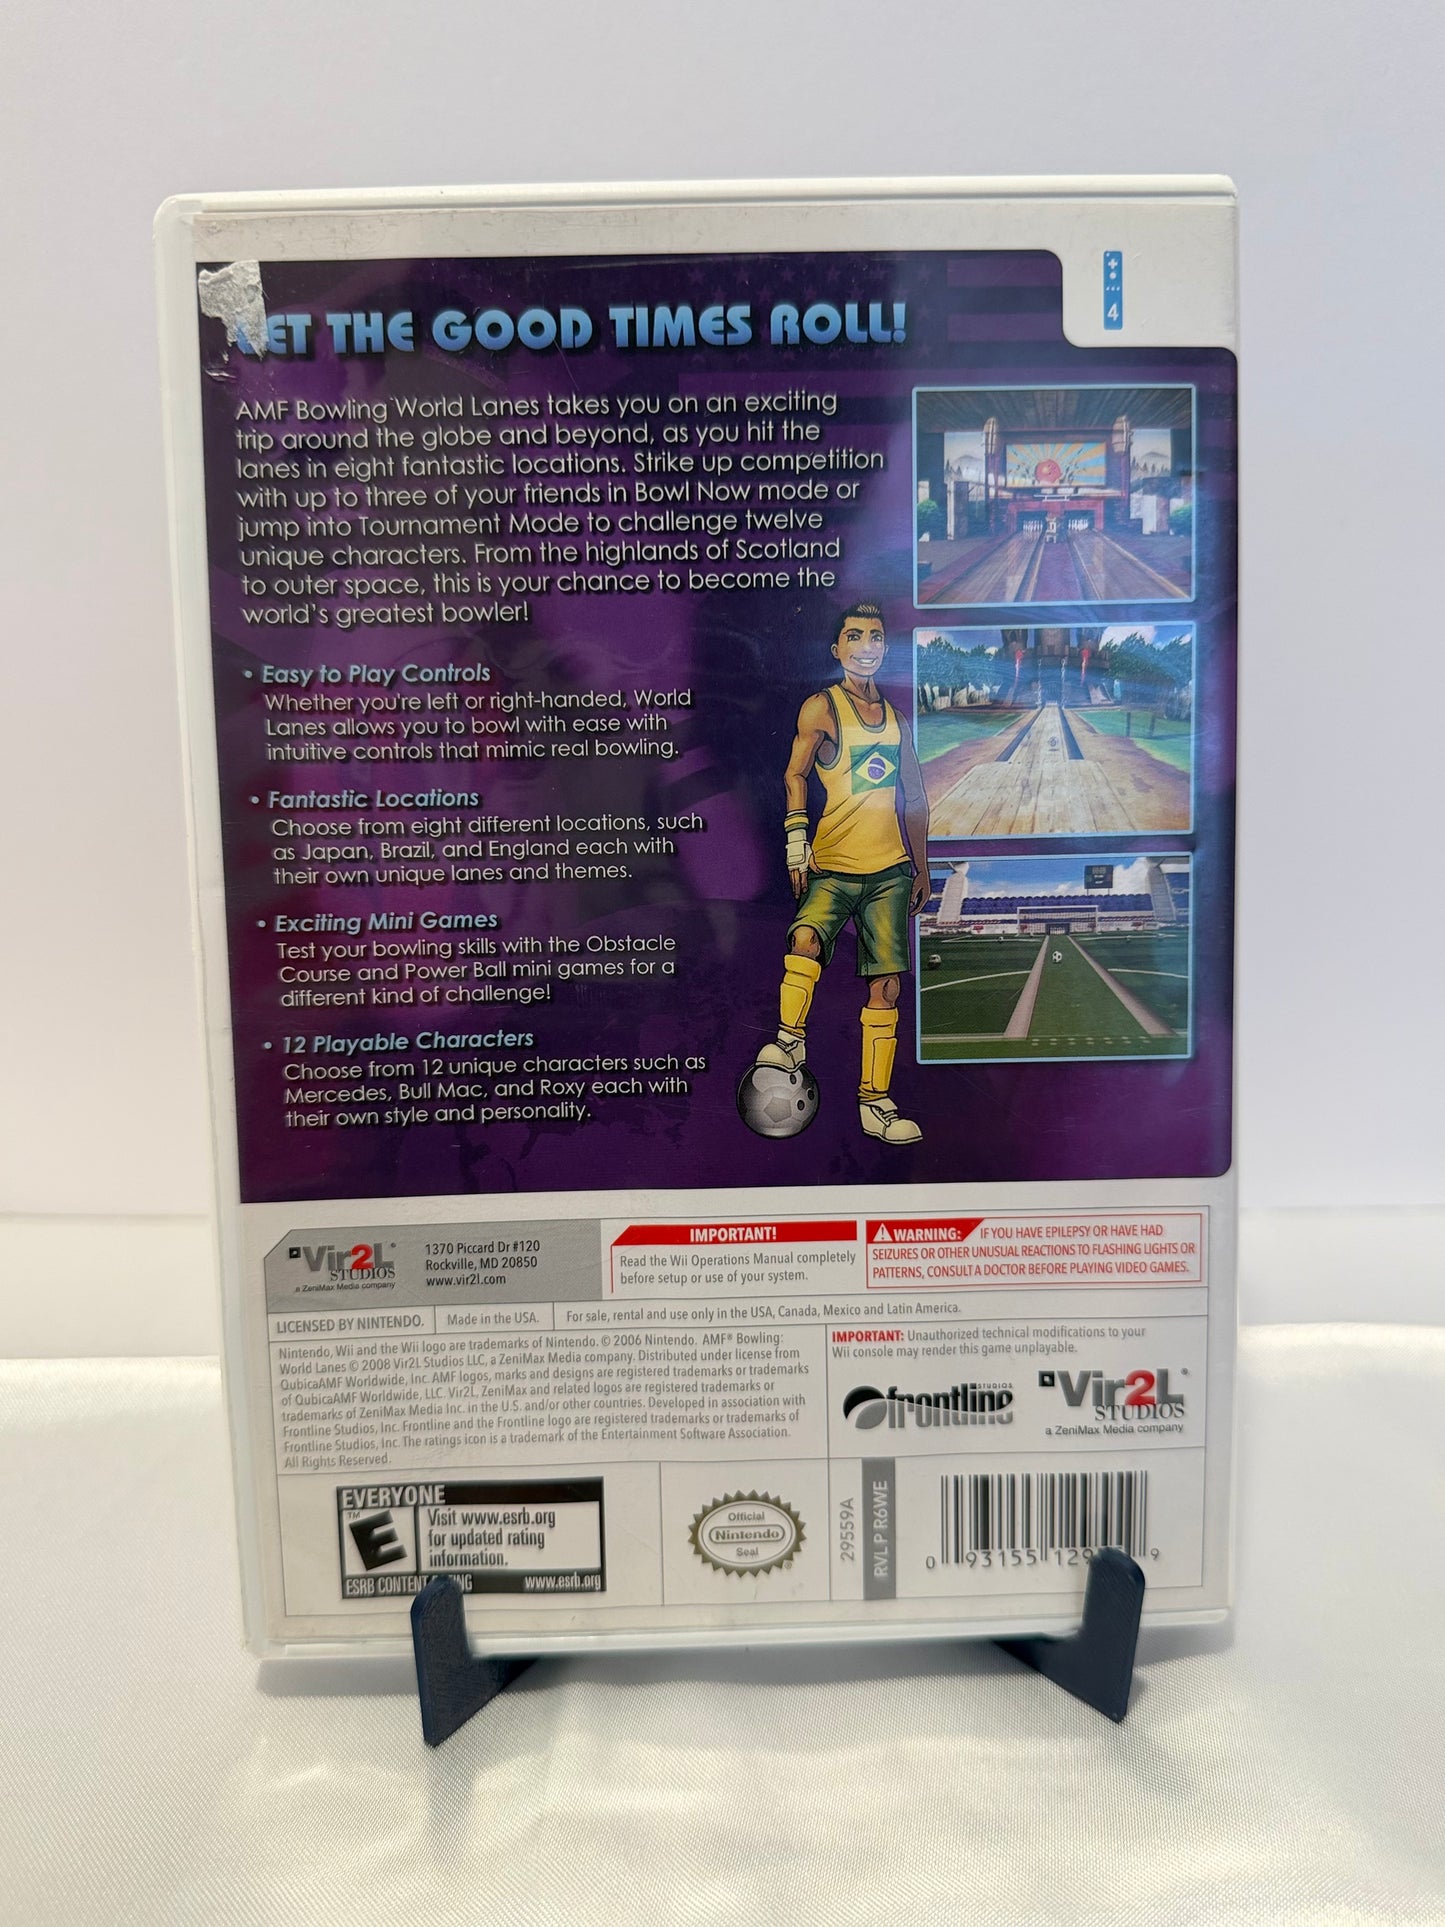 LET THE GOOD TIMES ROLL!
4
AMF Bowling World Lanes takes you on an exciting
trip around the globe and beyond, as you hit the
lanes in eight fantastic locations. Strike up competition
with up to three of your friends in Bowl Now mode or
jump into Tournament Mode to challenge twelve
unique characters. From the highlands of Scotland
to outer space, this is your chance to become the
world's greatest bowler!
• Easy to Play Controls
Whether you're left or right-handed, World
Lanes allows you to bowl with ease with
intuitive controls that mimic real bowling.
• Fantastic Locations
Choose from eight different locations, such
as Japan, Brazil, and England each with
their own unique lanes and themes.
• Exciting Mini Games
Test your bowling skills with the Obstacle
Course and Power Ball mini games for a
different kind of challenge!
• 12 Playable Characters
Choose from 12 unique characters such as
Mercedes, Bull Mac, and Roxy each with
their own style and personality.
Vir2L®
STUDIOS
a ZeniMax Media company
1370 Piccard Dr #120
Rockville, MD 20850
www.vir2l.com
IMPORTANT!
Read the Wii Operations Manual completely
before setup or use of your system.
WARNING: IF YOU HAVE EPILEPSY OR HAVE HAD
SEIZURES OR OTHER UNUSUAL REACTIONS TO FLASHING LIGHTS OR
PATTERNS, CONSULT A DOCTOR BEFORE PLAYING VIDEO GAMES.
LICENSED BY NINTENDO.
Made in the USA.
For sale, rental and use only in the USA, Canada, Mexico and Latin America.
Nintendo, Wii and the Wii logo are trademarks of Nintendo. © 2006 Nintendo. AMF® Bowling:
World Lanes © 2008 Vir2L Studios LLC, a ZeniMax Media company. Distributed under license from
QubicaAMF Worldwide, Inc. AMF logos, marks and designs are registered trademarks or trademarks
of QubicaAMF Worldwide, LLC. Vir2L, ZeniMax and related logos are registered trademarks or
trademarks of ZeniMax Media Inc. in the U.S. and/or other countries. Developed in association with
Frontline Studios, Inc. Frontline and the Frontline logo are registered trademarks or trademarks of
Frontline Studios, Inc. The ratings icon is a trademark of the Entertainment Software Association.
All Rights Reserved.
IMPORTANT: Unauthorized technical modifications to your
Wii console may render this game unplayable.
frontline STUDIOS
Vir2L®
STUDIOS
a ZeniMax Media company
EVERYONE
E
TM
Visit www.esrb.org
for updated rating
information.
ESRB CONTENT RATING
www.esrb.org
Official
Nintendo
Seal
®
29559A
RVL P R6WE
0 93155 129 9